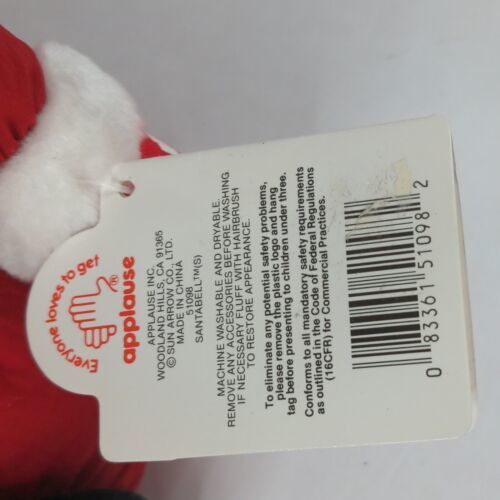 Everyone loves to get
applause®
APPLAUSE INC.
WOODLAND HILLS, CA 91365
© SUN ARROW CO., LTD.
MADE IN CHINA
51098
SANTABELL™(S)
MACHINE WASHABLE AND DRYABLE.
REMOVE ANY ACCESSORIES BEFORE WASHING.
IF NECESSARY FLUFF WITH HAIRBRUSH
TO RESTORE APPEARANCE.
To eliminate any potential safety problems,
please remove the plastic logo and hang
tag before presenting to children under three.
Conforms to all mandatory safety requirements
as outlined in the Code of Federal Regulations
(16CFR) for Commercial Practices.
0 83361 51098 2